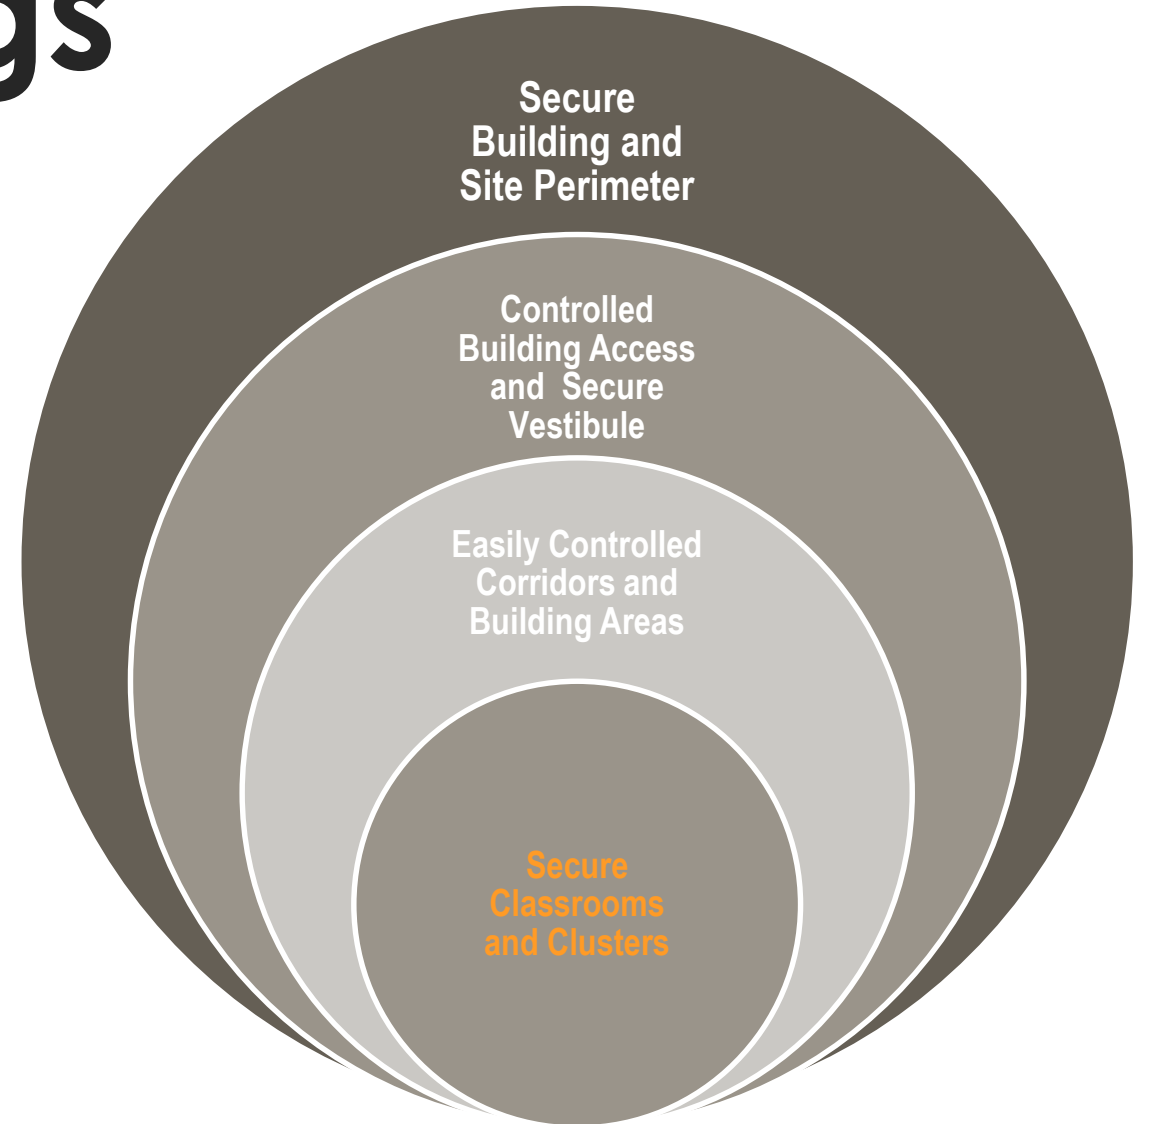 gs
Secure
Building and
Site Perimeter
Controlled
Building Access
and  Secure
Vestibule
Easily Controlled
Corridors and
Building Areas
Secure
Classrooms
and Clusters